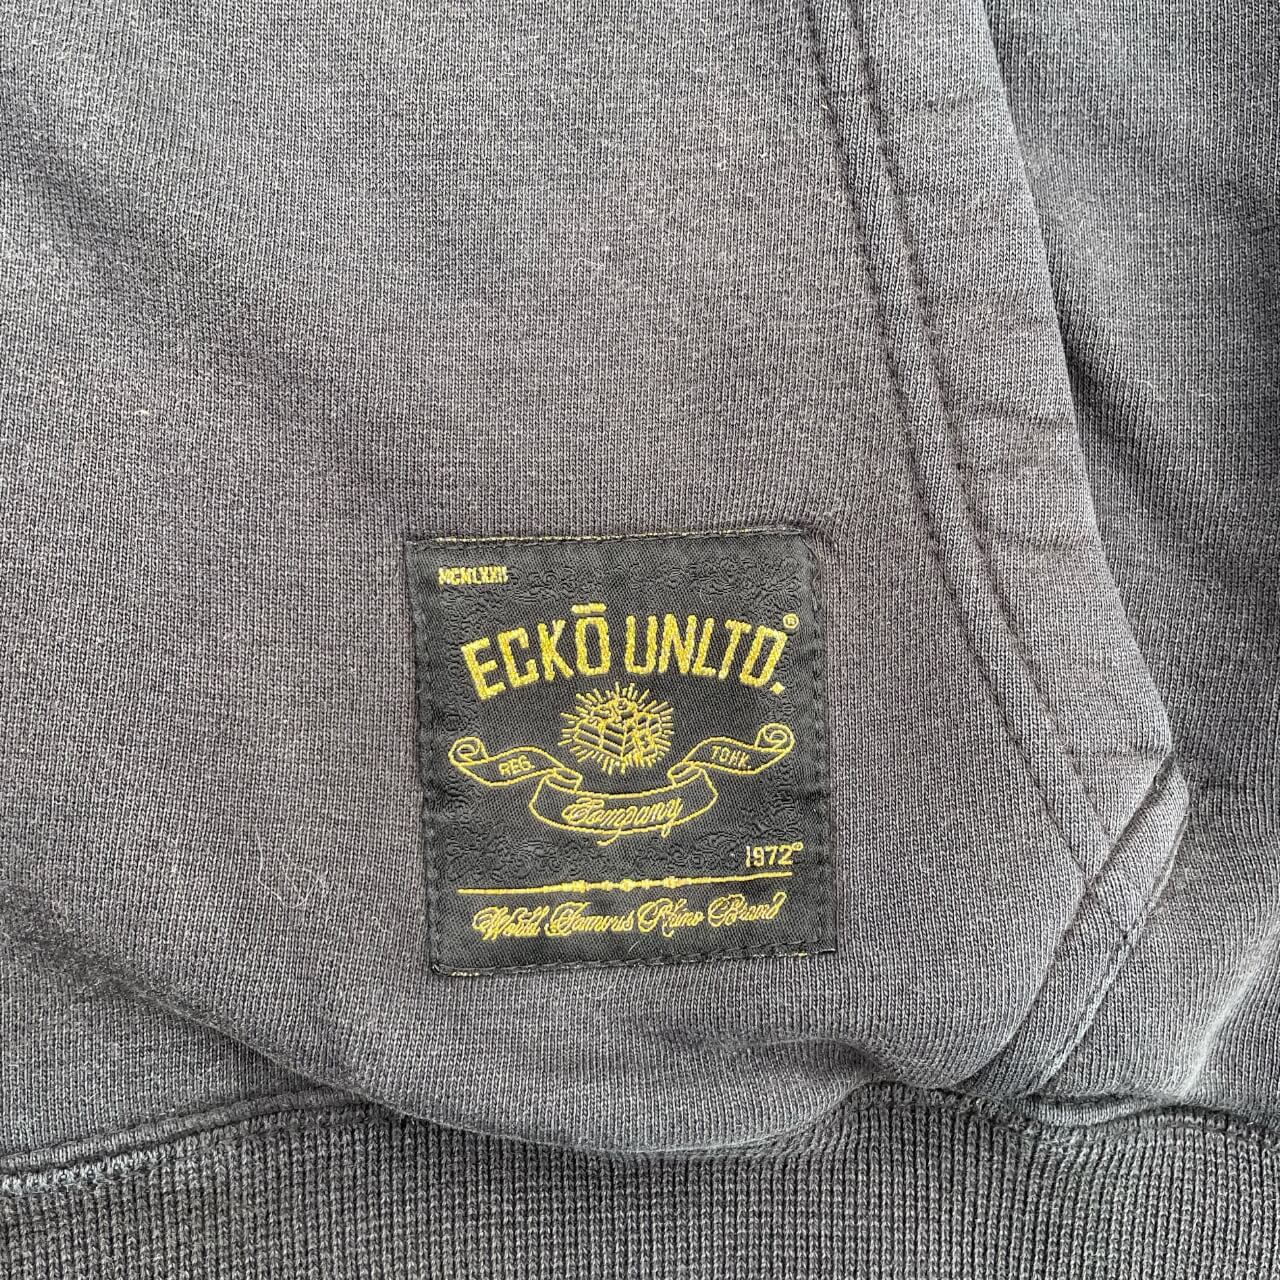 MCMLXXII
ECKŌ UNLTD.®
REG. TDMK.
Company
1972®
World Famous Rhino Brand